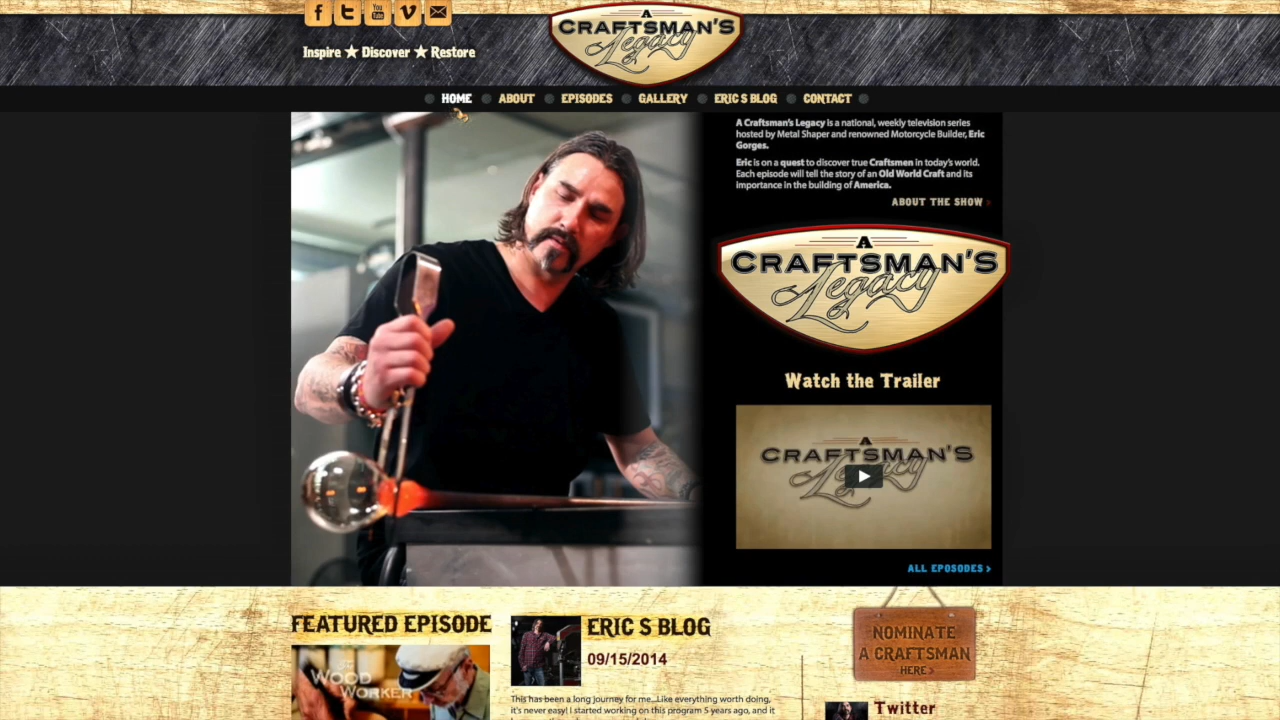 You Tube
A
CRAFTSMAN'S
Legacy
Inspire ★ Discover ★ Restore
HOME
ABOUT
EPISODES
GALLERY
ERIC S BLOG
CONTACT
A Craftsman's Legacy is a national, weekly television series
hosted by Metal Shaper and renowned Motorcycle Builder, Eric
Gorges.
Eric is on a quest to discover true Craftsmen in today's world.
Each episode will tell the story of an Old World Craft and its
importance in the building of America.
ABOUT THE SHOW >
A
CRAFTSMAN'S
Legacy
Watch the Trailer
A
CRAFTSMAN'S
Legacy
ALL EPOSODES >
FEATURED EPISODE
THE
WOOD
WORKER
ERIC S BLOG
09/15/2014
This has been a long journey for me...Like everything worth doing,
it's never easy! I started working on this program 5 years ago, and it
NOMINATE
A CRAFTSMAN
HERE >
Twitter